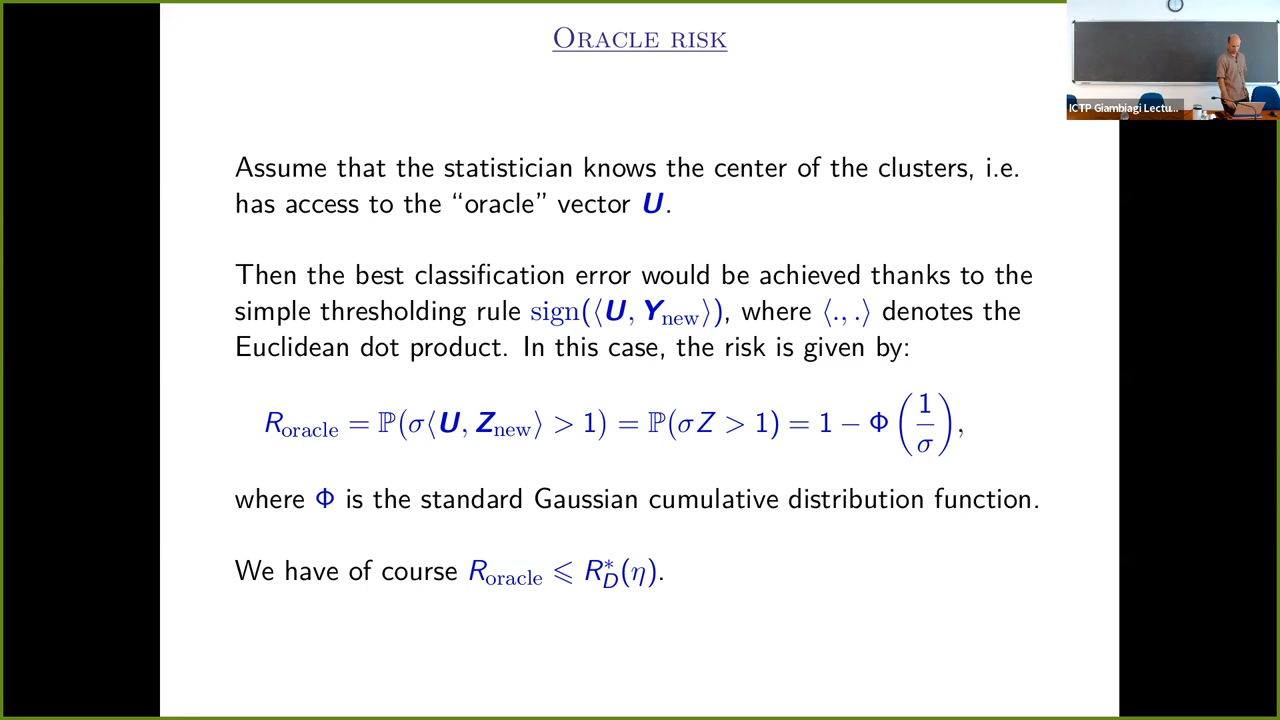 Oracle risk
ICTP Giambiagi Lectu...
Assume that the statistician knows the center of the clusters, i.e.
has access to the “oracle” vector U.
Then the best classification error would be achieved thanks to the
simple thresholding rule sign(⟨U, Y_new⟩), where ⟨., .⟩ denotes the
Euclidean dot product. In this case, the risk is given by:
R_oracle = ℙ(σ⟨U, Z_new⟩ > 1) = ℙ(σZ > 1) = 1 − Φ(1/σ),
where Φ is the standard Gaussian cumulative distribution function.
We have of course R_oracle ⩽ R*_D(η).